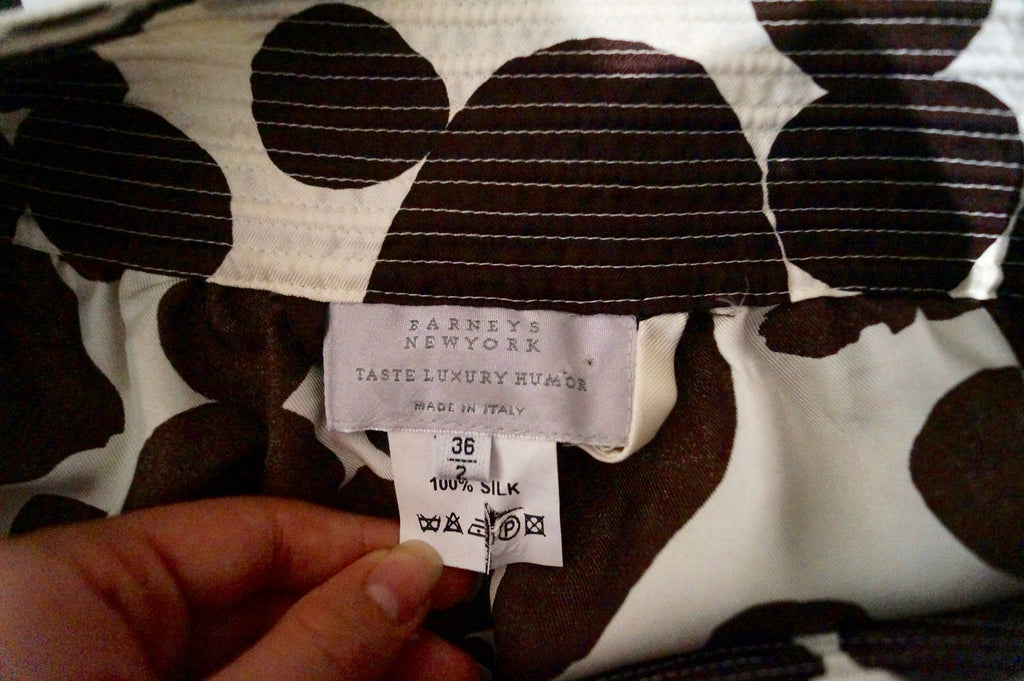 BARNEYS
NEWYORK
TASTE LUXURY HUMOR
MADE IN ITALY
36
2
100% SILK
P